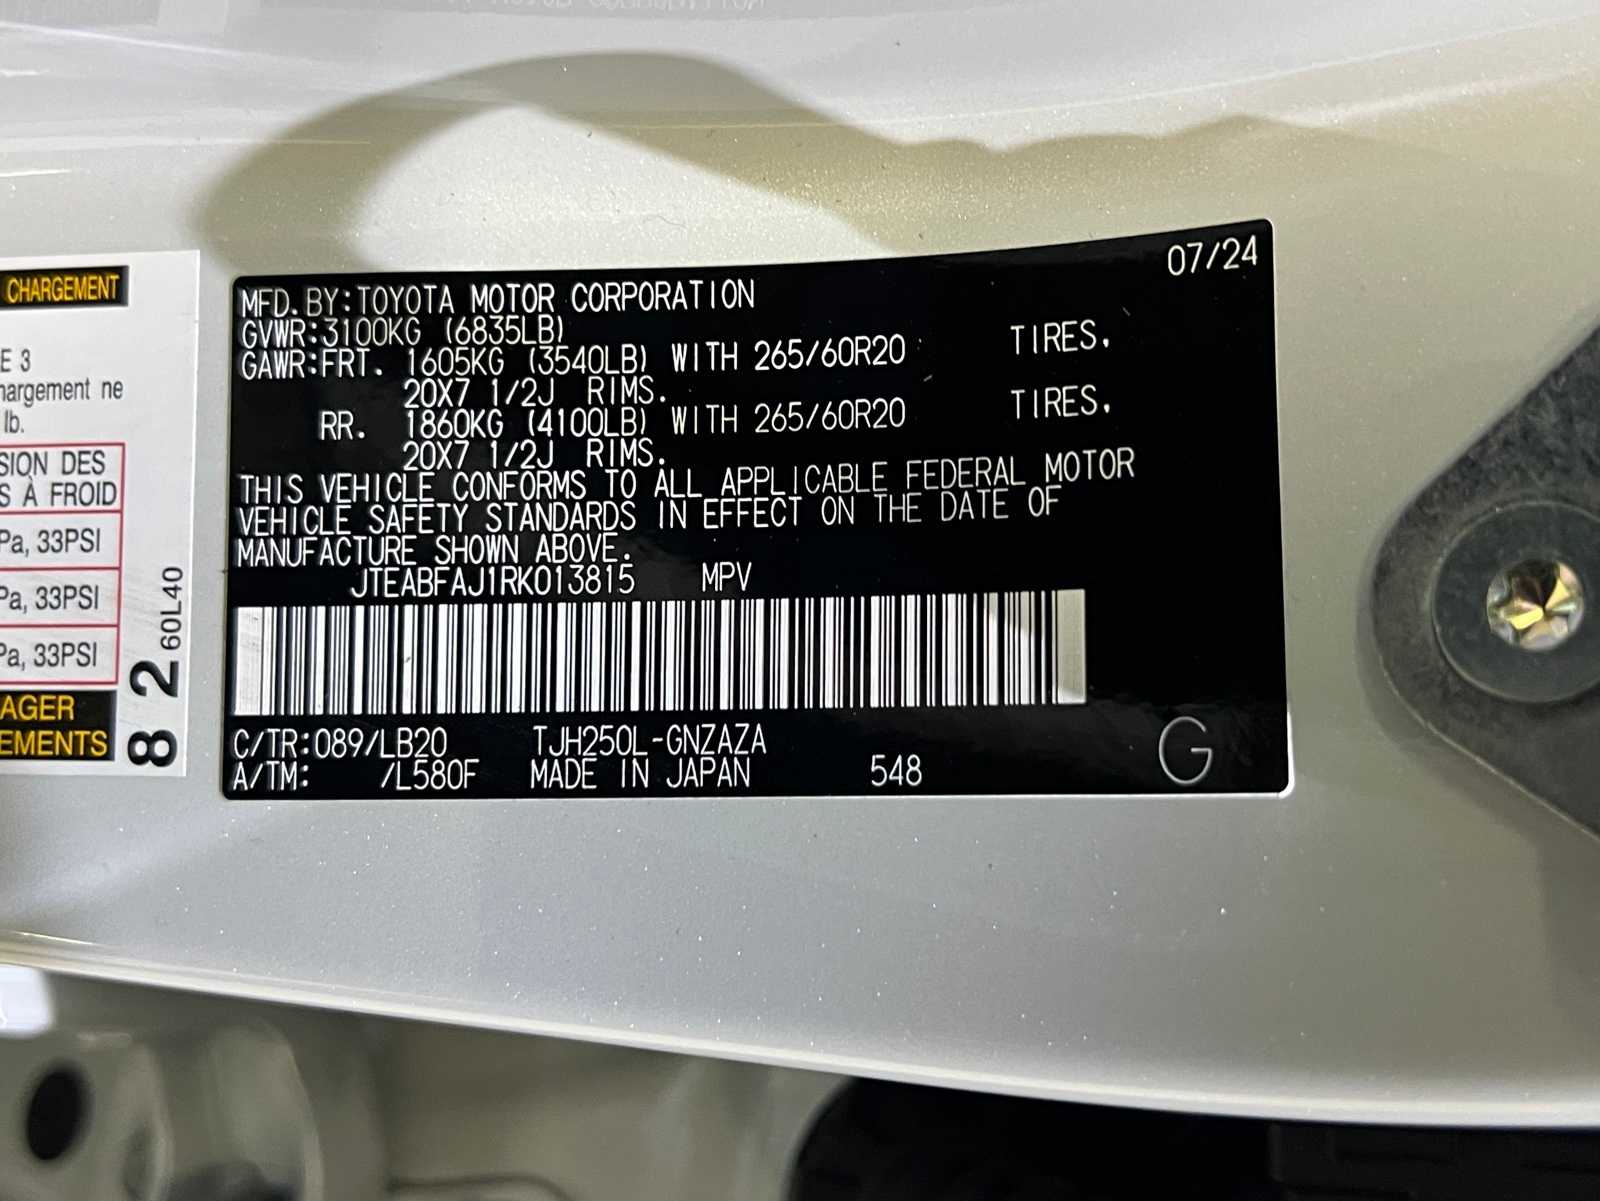 07/24
MFD. BY: TOYOTA MOTOR CORPORATION
GVWR: 3100KG (6835LB)
GAWR: FRT. 1605KG (3540LB) WITH 265/60R20 TIRES.
20X7 1/2J RIMS.
RR. 1860KG (4100LB) WITH 265/60R20 TIRES.
20X7 1/2J RIMS.
THIS VEHICLE CONFORMS TO ALL APPLICABLE FEDERAL MOTOR
VEHICLE SAFETY STANDARDS IN EFFECT ON THE DATE OF
MANUFACTURE SHOWN ABOVE.
JTEABFAJ1RK013815 MPV
C/TR: 089/LB20 TJH250L-GNZAZA
A/TM: /L580F MADE IN JAPAN 548
G
CHARGEMENT
E 3
ne
lb.
DES
S À FROID
Pa, 33PSI
Pa, 33PSI
Pa, 33PSI
82 60L40